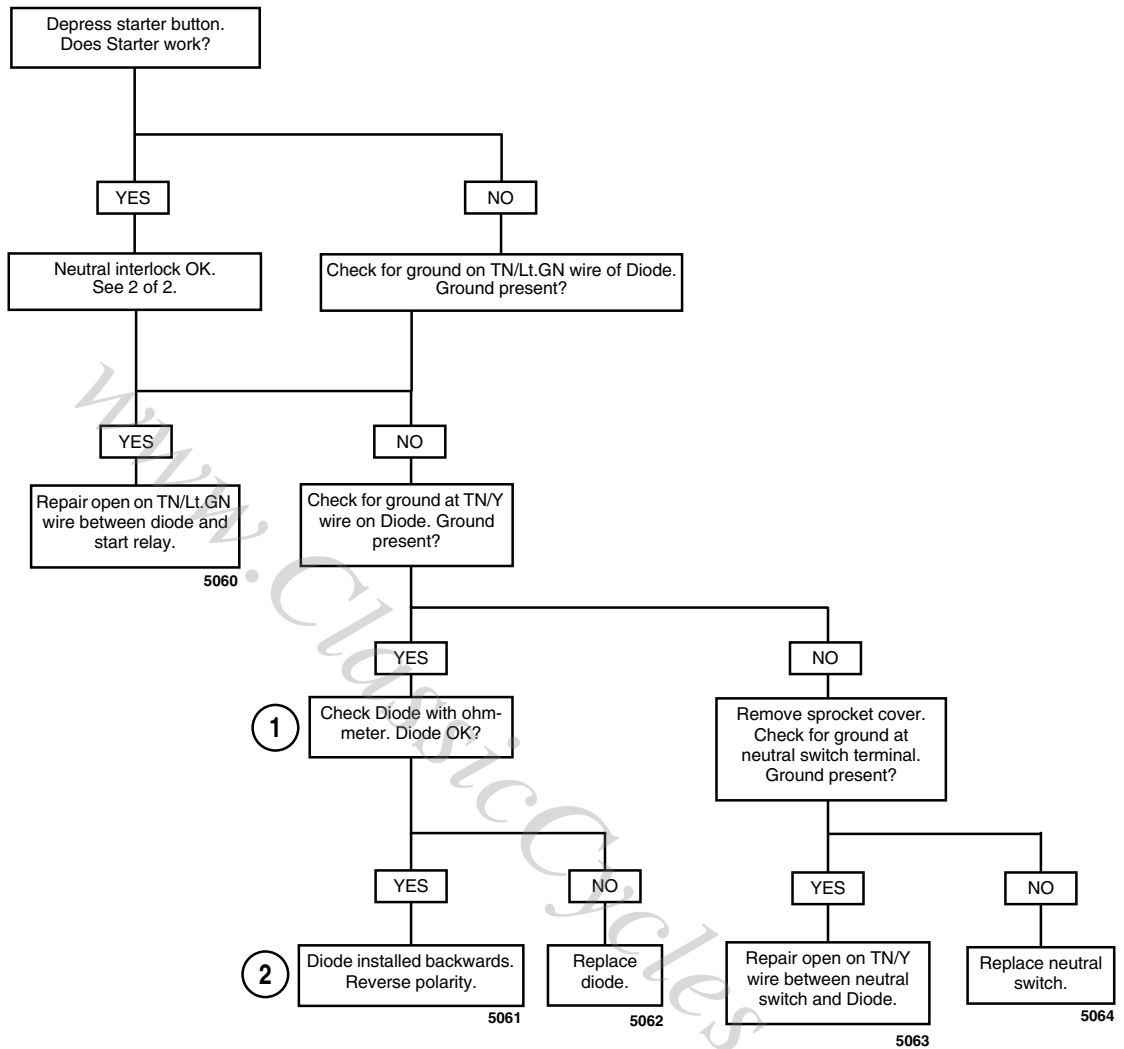 Depress starter button.
Does Starter work?
YES
NO
Neutral interlock OK.
See 2 of 2.
Check for ground on TN/Lt.GN wire of Diode.
Ground present?
YES
NO
Repair open on TN/Lt.GN
wire between diode and
start relay.
5060
Check for ground at TN/Y
wire on Diode. Ground
present?
YES
NO
1
Check Diode with ohm-
meter. Diode OK?
Remove sprocket cover.
Check for ground at
neutral switch terminal.
Ground present?
YES
NO
YES
NO
2
Diode installed backwards.
Reverse polarity.
5061
Replace
diode.
5062
Repair open on TN/Y
wire between neutral
switch and Diode.
5063
Replace neutral
switch.
5064
www.ClassicCycles